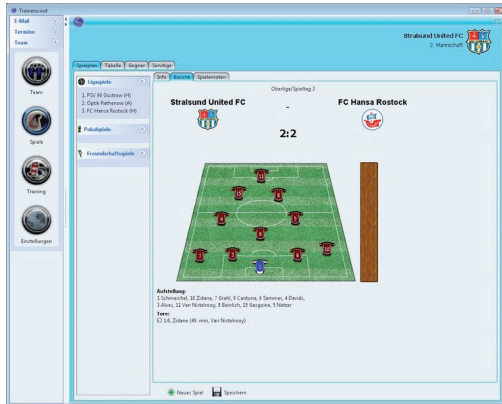 Trainerscout
E-Mail
Termine
Team
Team
Spiele
Training
Einstellungen
Stralsund United FC
2. Mannschaft
Spielplan Tabelle Gegner Sonstige
Ligaspiele
1. PSV 90 Güstrow (H)
2. Optik Rathenow (A)
3. FC Hansa Rostock (H)
Pokalspiele
Freundschaftsspiele
Info Bericht Spielernoten
Oberliga/Spieltag 3
Stralsund United FC - FC Hansa Rostock
2:2
Aufstellung:
1 Schmeichel, 10 Zidane, 7 Grahl, 9 Cantona, 6 Sammer, 4 Davids,
3 Alves, 11 Van Nistelrooy, 8 Beinlich, 15 Gasgoine, 5 Netzer
Tore:
1:0, Zidane (49. min, Van Nistelrooy)
Neues Spiel Speichern